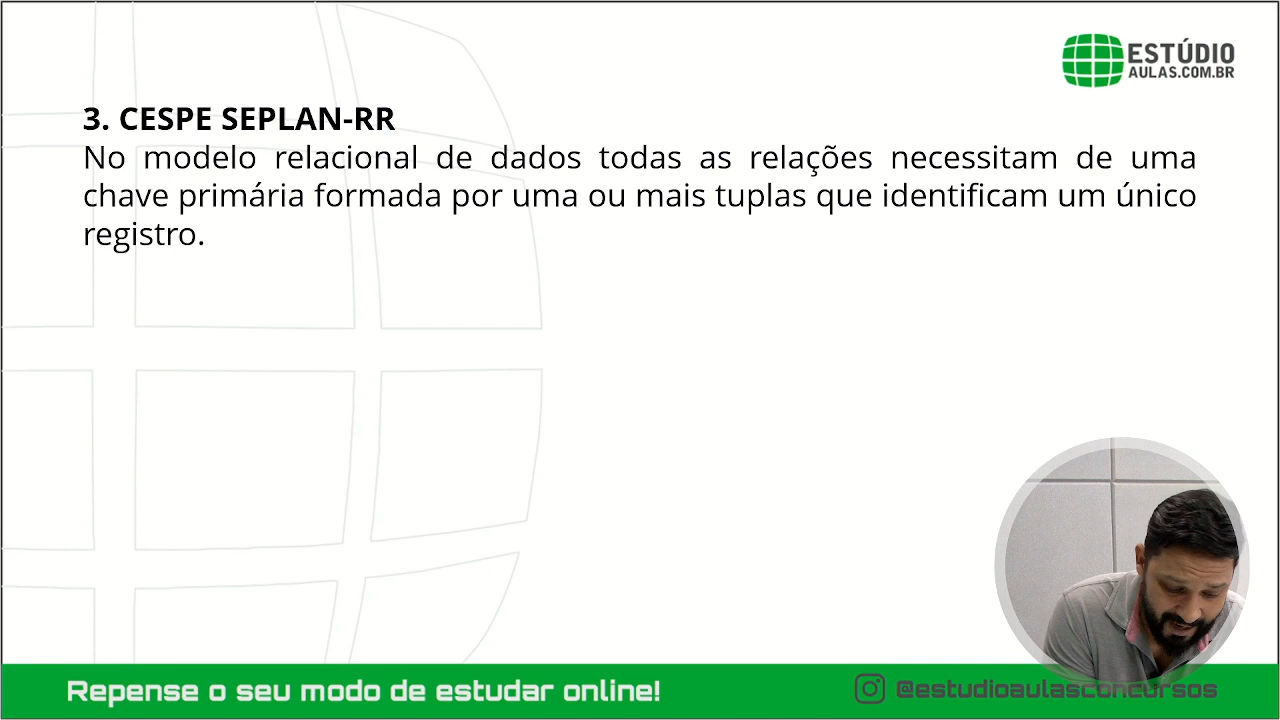 ESTÚDIO
AULAS.COM.BR
3. CESPE SEPLAN-RR
No modelo relacional de dados todas as relações necessitam de uma
chave primária formada por uma ou mais tuplas que identificam um único
registro.
Repense o seu modo de estudar online!
@estudioaulasconcursos